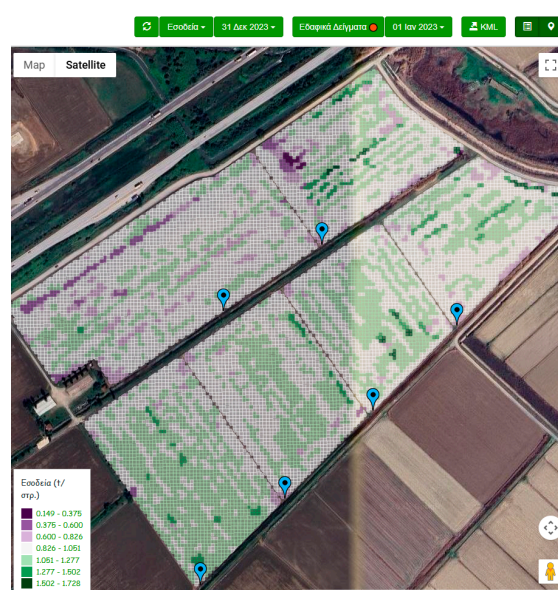 Εσοδεία
31 Δεκ 2023
Εδαφικά Δείγματα
01 Ιαν 2023
KML
Map
Satellite
Εσοδεία (t/
στρ.)
0.149 - 0.375
0.375 - 0.600
0.600 - 0.826
0.826 - 1.051
1.051 - 1.277
1.277 - 1.502
1.502 - 1.728